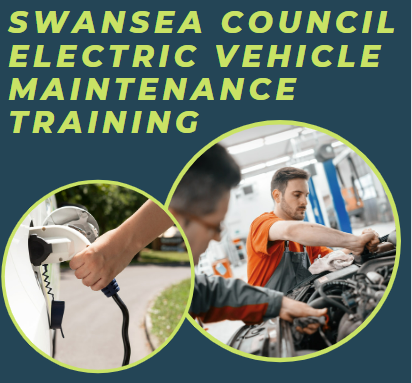 SWANSEA COUNCIL
ELECTRIC VEHICLE
MAINTENANCE
TRAINING